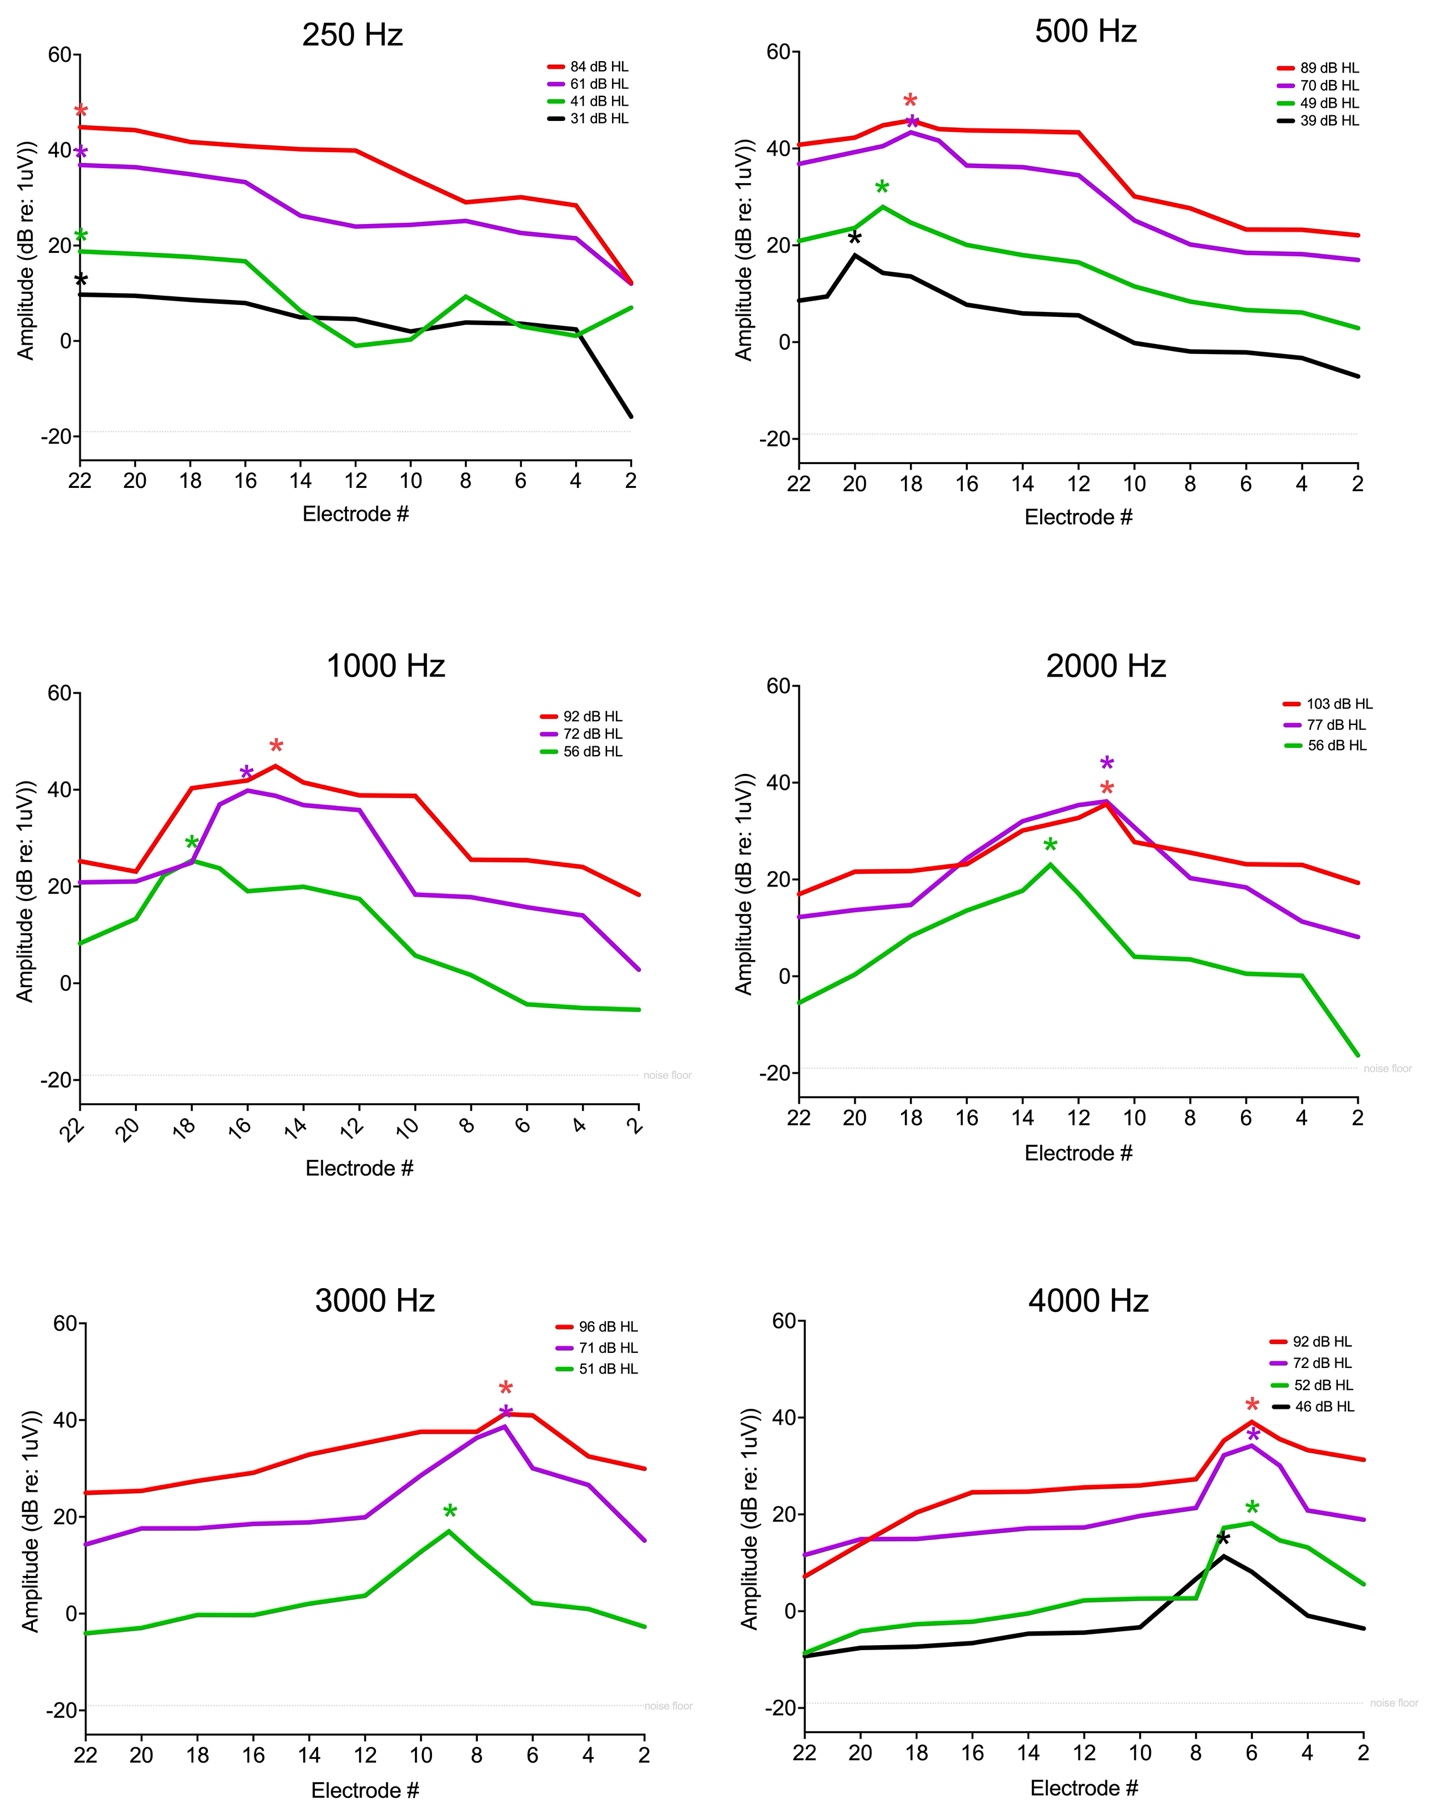 250 Hz
84 dB HL
61 dB HL
41 dB HL
31 dB HL
Amplitude (dB re: 1uV))
60
40
20
0
-20
22 20 18 16 14 12 10 8 6 4 2
Electrode #
500 Hz
89 dB HL
70 dB HL
49 dB HL
39 dB HL
Amplitude (dB re: 1uV))
60
40
20
0
-20
22 20 18 16 14 12 10 8 6 4 2
Electrode #
1000 Hz
92 dB HL
72 dB HL
56 dB HL
Amplitude (dB re: 1uV))
60
40
20
0
-20
noise floor
22 20 18 16 14 12 10 8 6 4 2
Electrode #
2000 Hz
103 dB HL
77 dB HL
56 dB HL
Amplitude (dB re: 1uV))
60
40
20
0
-20
noise floor
22 20 18 16 14 12 10 8 6 4 2
Electrode #
3000 Hz
96 dB HL
71 dB HL
51 dB HL
Amplitude (dB re: 1uV))
60
40
20
0
-20
noise floor
22 20 18 16 14 12 10 8 6 4 2
Electrode #
4000 Hz
92 dB HL
72 dB HL
52 dB HL
46 dB HL
Amplitude (dB re: 1uV))
60
40
20
0
-20
noise floor
22 20 18 16 14 12 10 8 6 4 2
Electrode #